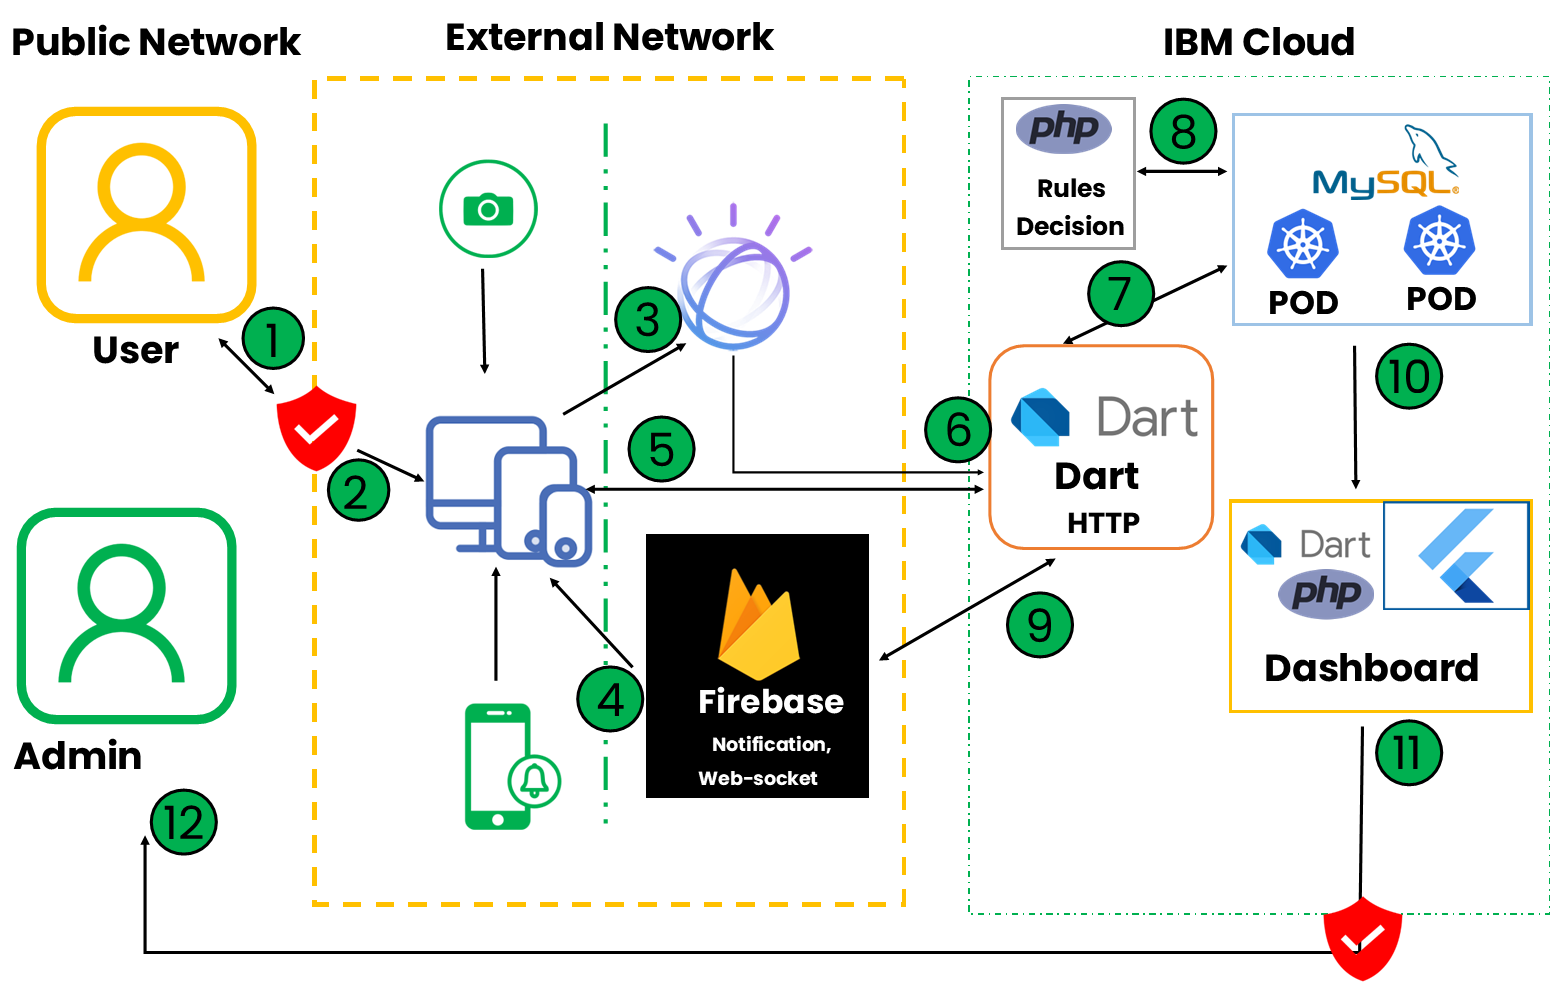 Public Network
External Network
IBM Cloud
User
Admin
1
2
3
4
5
6
7
8
9
10
11
12
php
Rules
Decision
MySQL®
POD
POD
Dart
Dart
HTTP
Firebase
Notification,
Web-socket
Dart
php
Dashboard